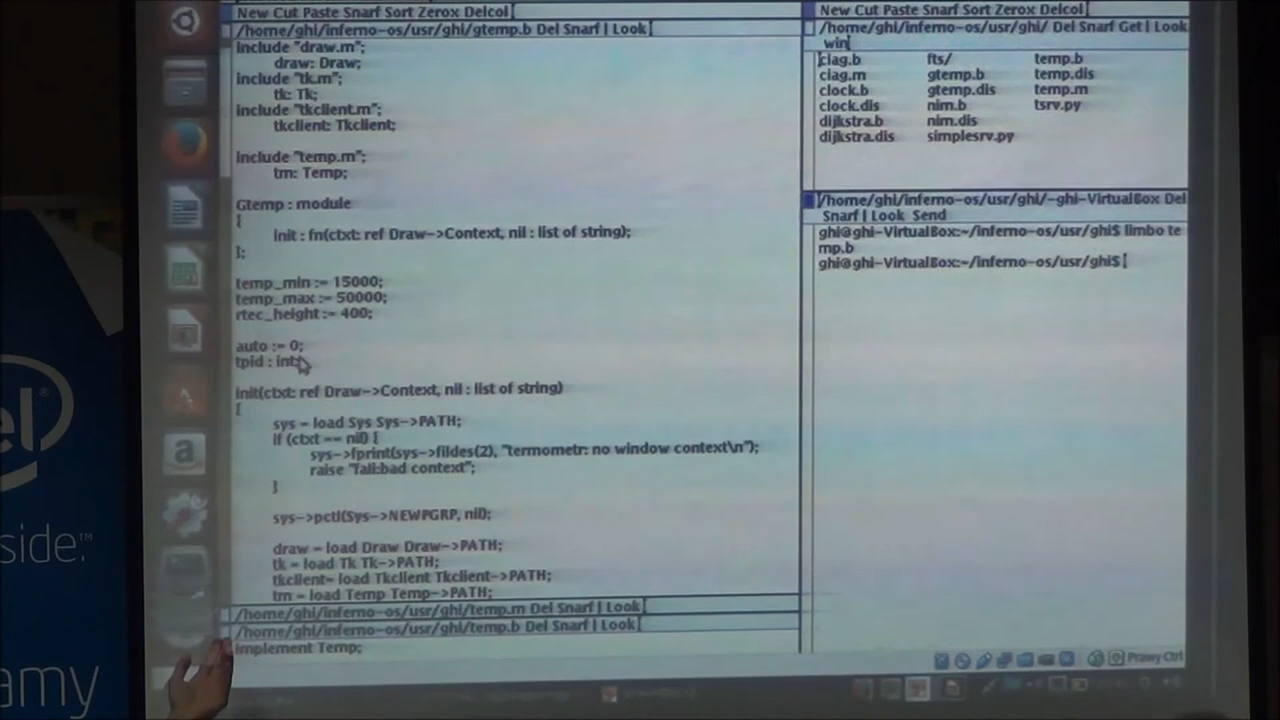 New Cut Paste Snarf Sort Zerox Delcol
/home/ghi/inferno-os/usr/ghi/gtemp.b Del Snarf | Look
include "draw.m";
draw: Draw;
include "tk.m";
tk: Tk;
include "tkclient.m";
tkclient: Tkclient;
include "temp.m";
tm: Temp;
Gtemp : module
{
init : fn(ctxt: ref Draw->Context, nil : list of string);
};
temp_min := 15000;
temp_max := 50000;
rtec_height := 400;
auto := 0;
tpid : int;
init(ctxt: ref Draw->Context, nil : list of string)
{
sys = load Sys Sys->PATH;
if (ctxt == nil) {
sys->fprint(sys->fildes(2), "termometr: no window context\n");
raise "fail:bad context";
}
sys->pctl(Sys->NEWPGRP, nil);
draw = load Draw Draw->PATH;
tk = load Tk Tk->PATH;
tkclient= load Tkclient Tkclient->PATH;
tm = load Temp Temp->PATH;
/home/ghi/inferno-os/usr/ghi/temp.m Del Snarf | Look
/home/ghi/inferno-os/usr/ghi/temp.b Del Snarf | Look
implement Temp;
New Cut Paste Snarf Sort Zerox Delcol
/home/ghi/inferno-os/usr/ghi/ Del Snarf Get | Look
win
ciag.b fts/ temp.b
ciag.m gtemp.b temp.dis
clock.b gtemp.dis temp.m
clock.dis nim.b tsrv.py
dijkstra.b nim.dis
dijkstra.dis simplesrv.py
/home/ghi/inferno-os/usr/ghi/-ghi-VirtualBox Del
Snarf | Look Send
ghi@ghi-VirtualBox:~/inferno-os/usr/ghi$ limbo te
mp.b
ghi@ghi-VirtualBox:~/inferno-os/usr/ghi$
Prawy Ctrl
el®
side.™
amy